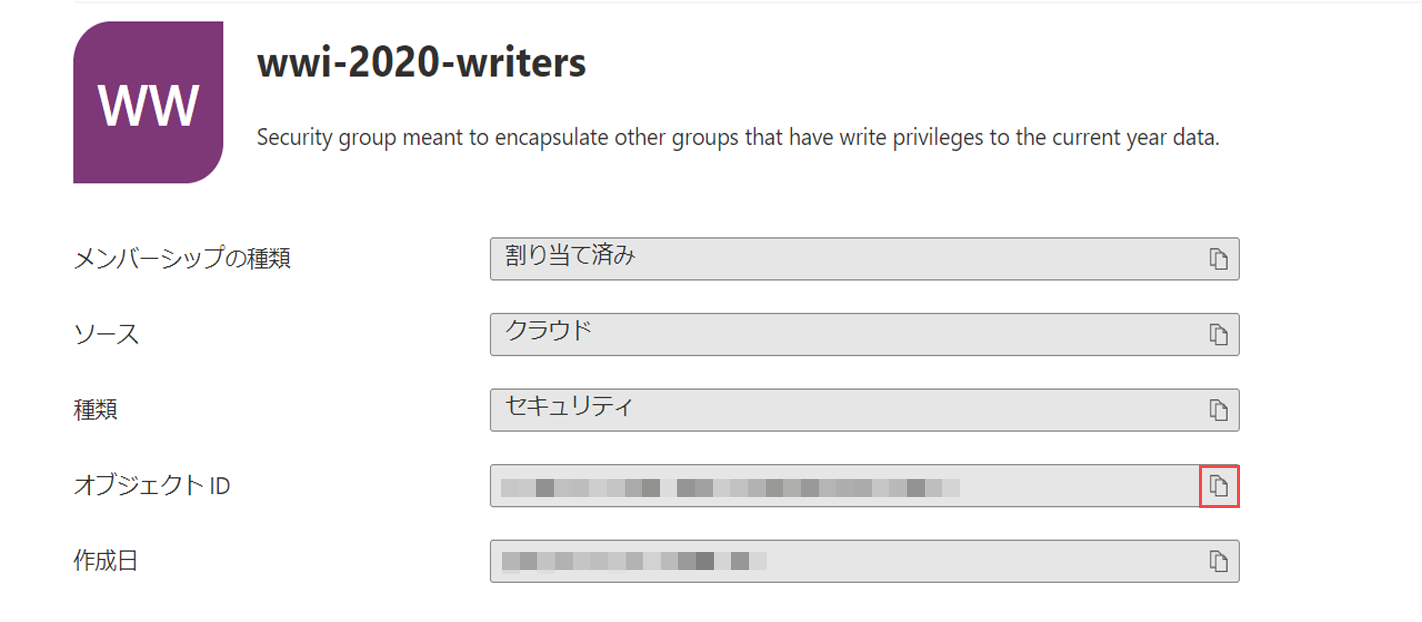 WW
wwi-2020-writers
Security group meant to encapsulate other groups that have write privileges to the current year data.
メンバーシップの種類 割り当て済み
ソース クラウド
種類 セキュリティ
オブジェクト ID
作成日